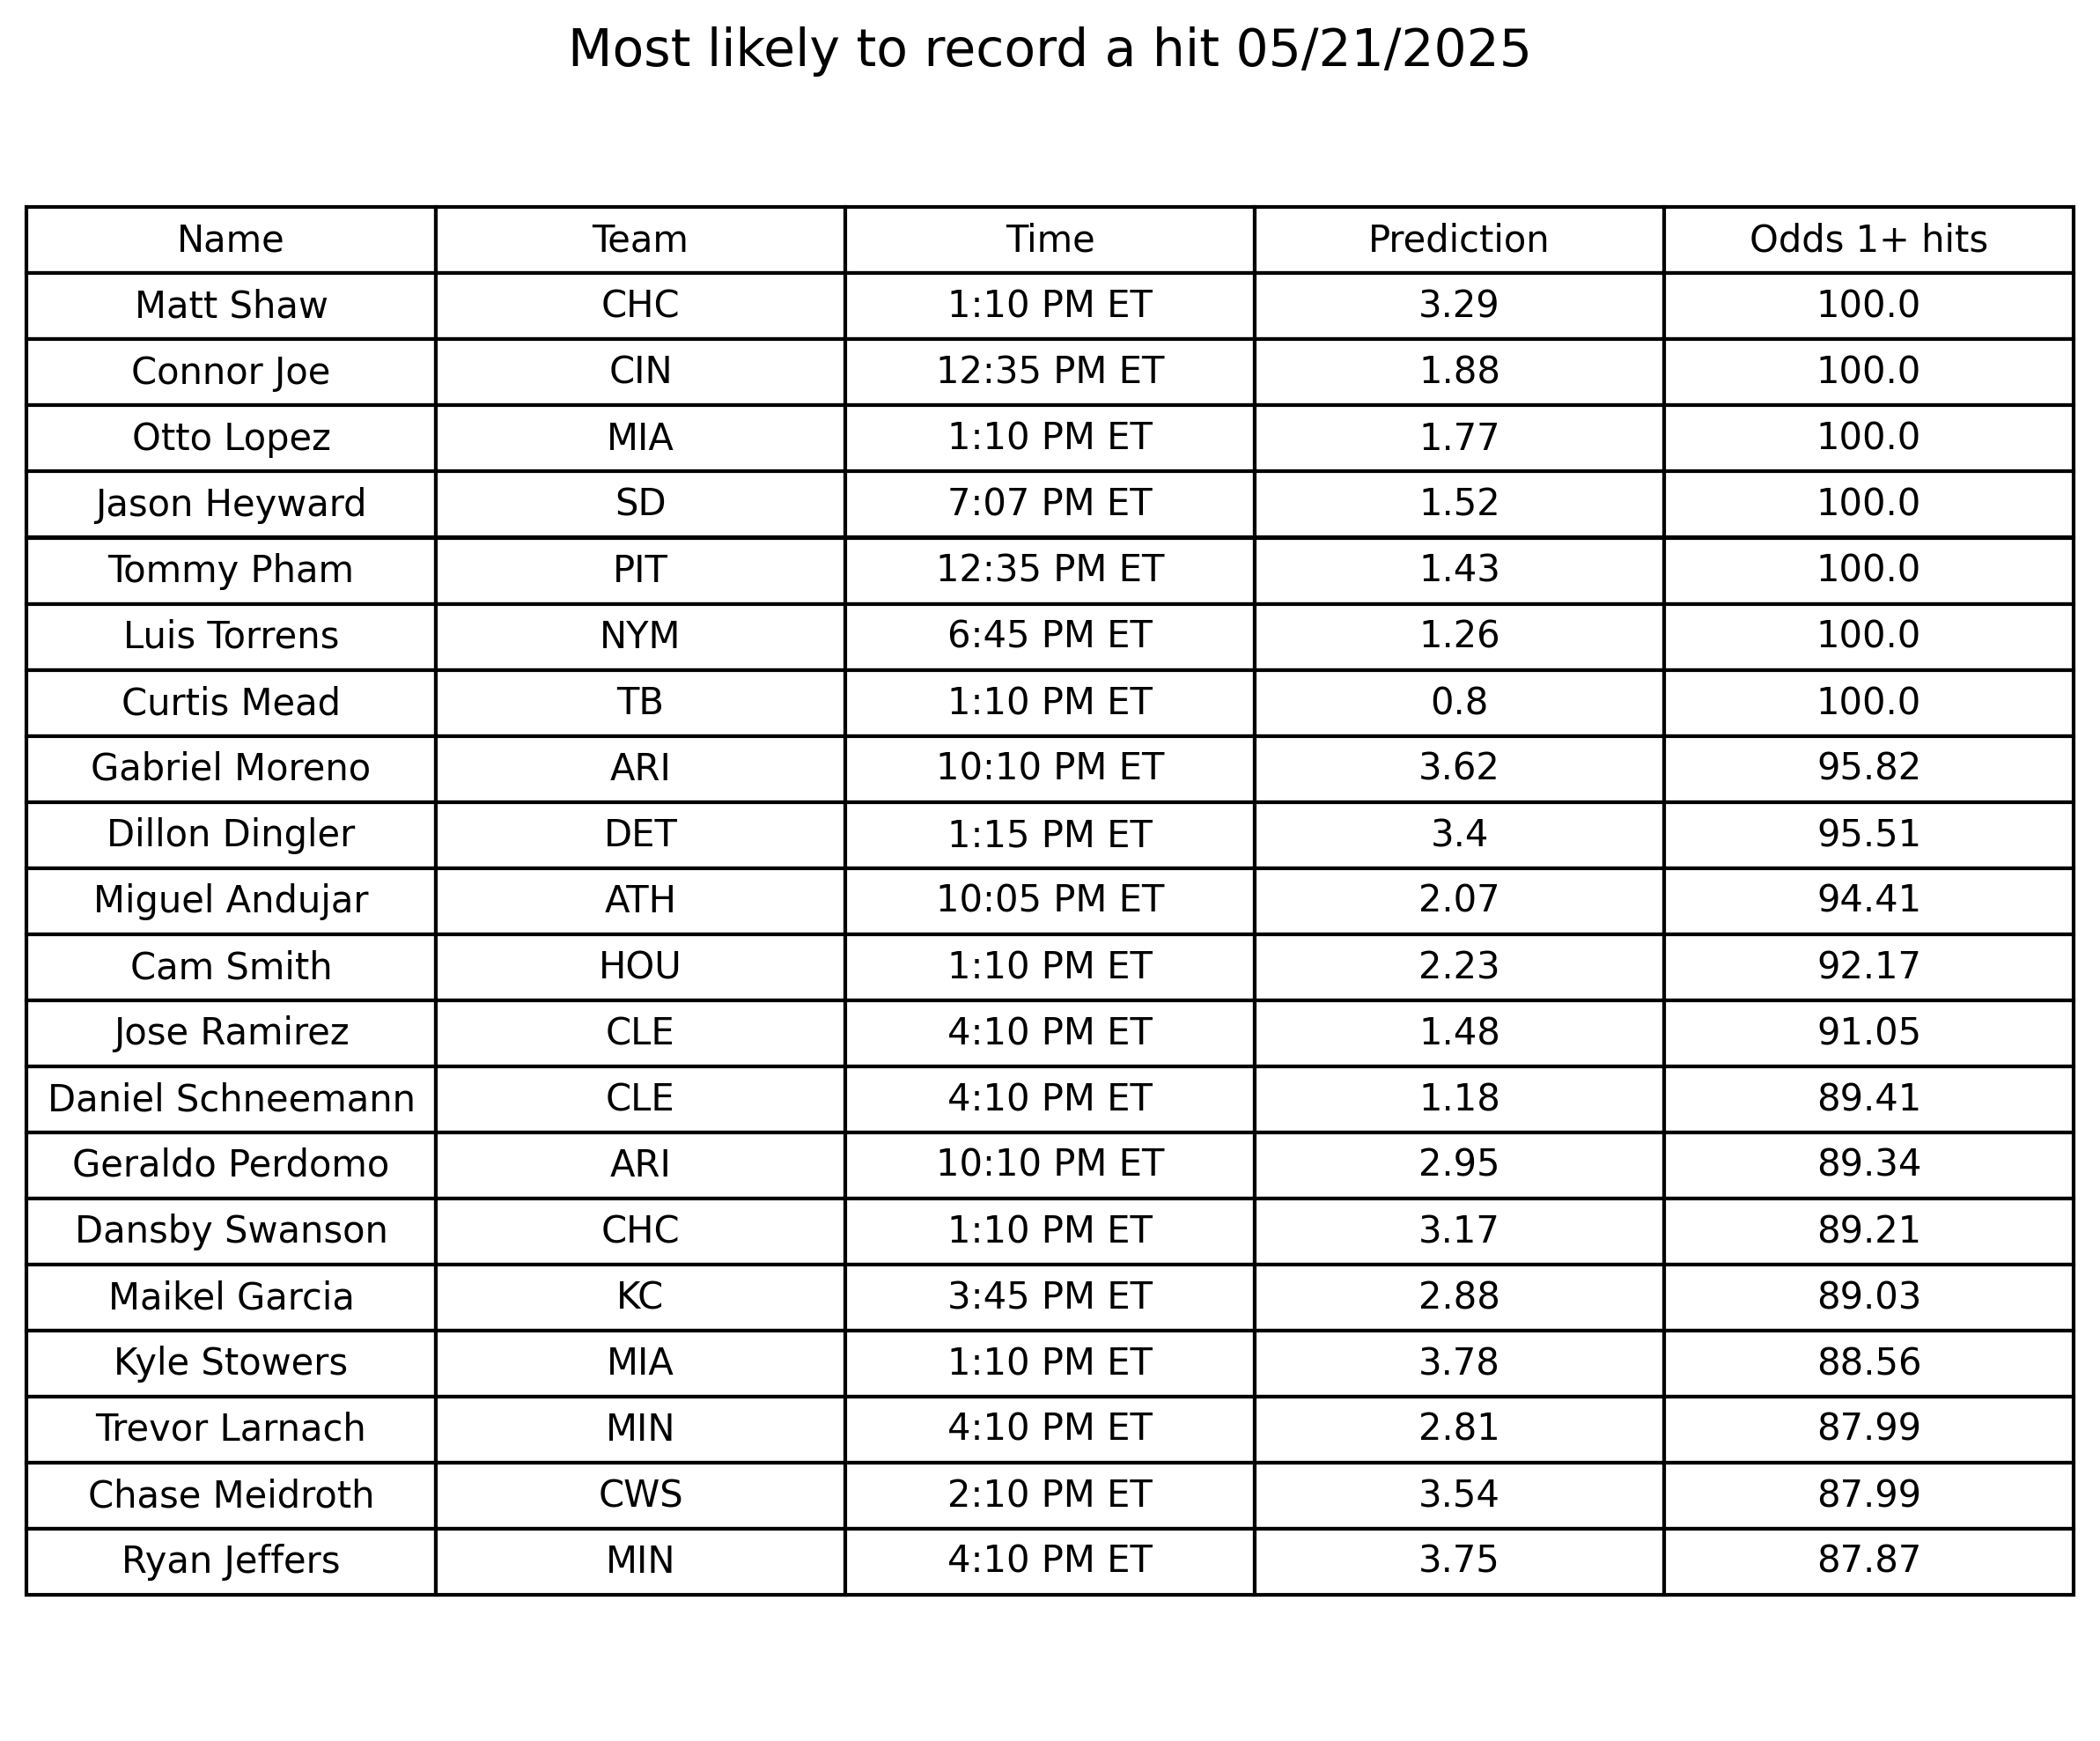 Most likely to record a hit 05/21/2025
Name Team Time Prediction Odds 1+ hits
Matt Shaw CHC 1:10 PM ET 3.29 100.0
Connor Joe CIN 12:35 PM ET 1.88 100.0
Otto Lopez MIA 1:10 PM ET 1.77 100.0
Jason Heyward SD 7:07 PM ET 1.52 100.0
Tommy Pham PIT 12:35 PM ET 1.43 100.0
Luis Torrens NYM 6:45 PM ET 1.26 100.0
Curtis Mead TB 1:10 PM ET 0.8 100.0
Gabriel Moreno ARI 10:10 PM ET 3.62 95.82
Dillon Dingler DET 1:15 PM ET 3.4 95.51
Miguel Andujar ATH 10:05 PM ET 2.07 94.41
Cam Smith HOU 1:10 PM ET 2.23 92.17
Jose Ramirez CLE 4:10 PM ET 1.48 91.05
Daniel Schneemann CLE 4:10 PM ET 1.18 89.41
Geraldo Perdomo ARI 10:10 PM ET 2.95 89.34
Dansby Swanson CHC 1:10 PM ET 3.17 89.21
Maikel Garcia KC 3:45 PM ET 2.88 89.03
Kyle Stowers MIA 1:10 PM ET 3.78 88.56
Trevor Larnach MIN 4:10 PM ET 2.81 87.99
Chase Meidroth CWS 2:10 PM ET 3.54 87.99
Ryan Jeffers MIN 4:10 PM ET 3.75 87.87